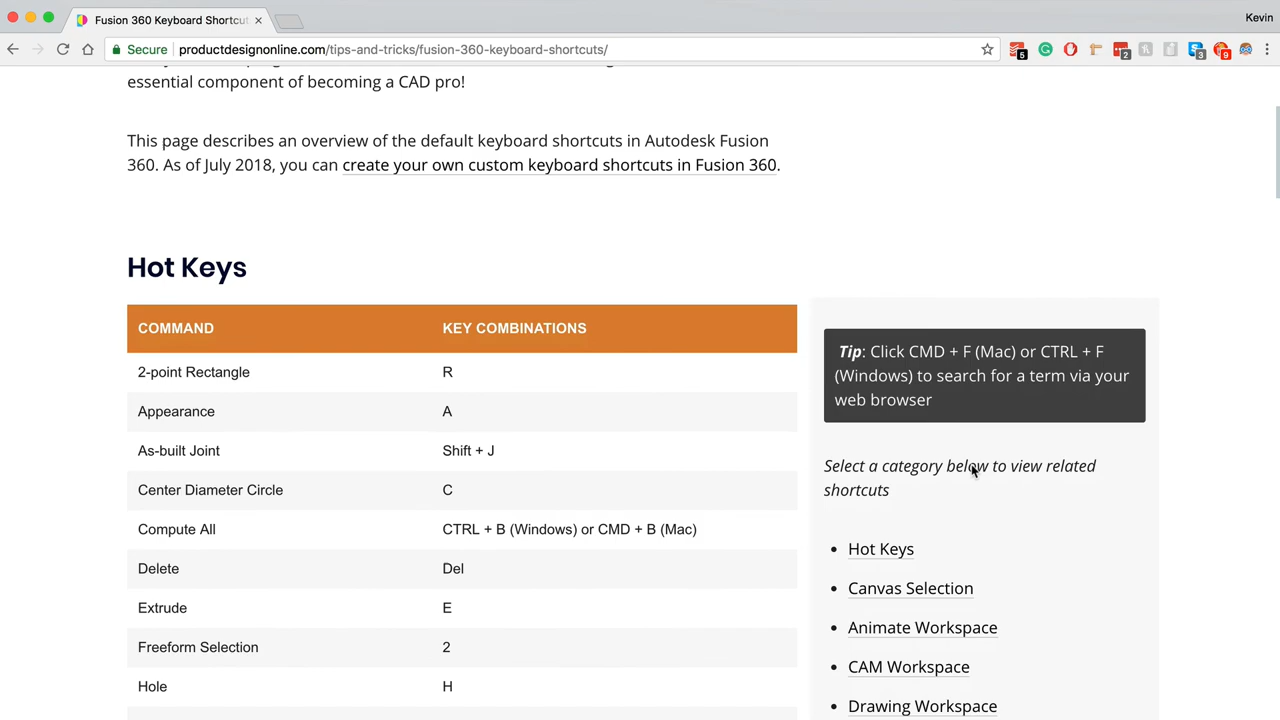 Fusion 360 Keyboard Shortcut
Kevin
Secure
productdesignonline.com/tips-and-tricks/fusion-360-keyboard-shortcuts/
5
2
3
9
essential component of becoming a CAD pro!
This page describes an overview of the default keyboard shortcuts in Autodesk Fusion
360. As of July 2018, you can create your own custom keyboard shortcuts in Fusion 360.
Hot Keys
COMMAND KEY COMBINATIONS
2-point Rectangle R
Appearance A
As-built Joint Shift + J
Center Diameter Circle C
Compute All CTRL + B (Windows) or CMD + B (Mac)
Delete Del
Extrude E
Freeform Selection 2
Hole H
Tip: Click CMD + F (Mac) or CTRL + F
(Windows) to search for a term via your
web browser
Select a category below to view related
shortcuts
Hot Keys
Canvas Selection
Animate Workspace
CAM Workspace
Drawing Workspace